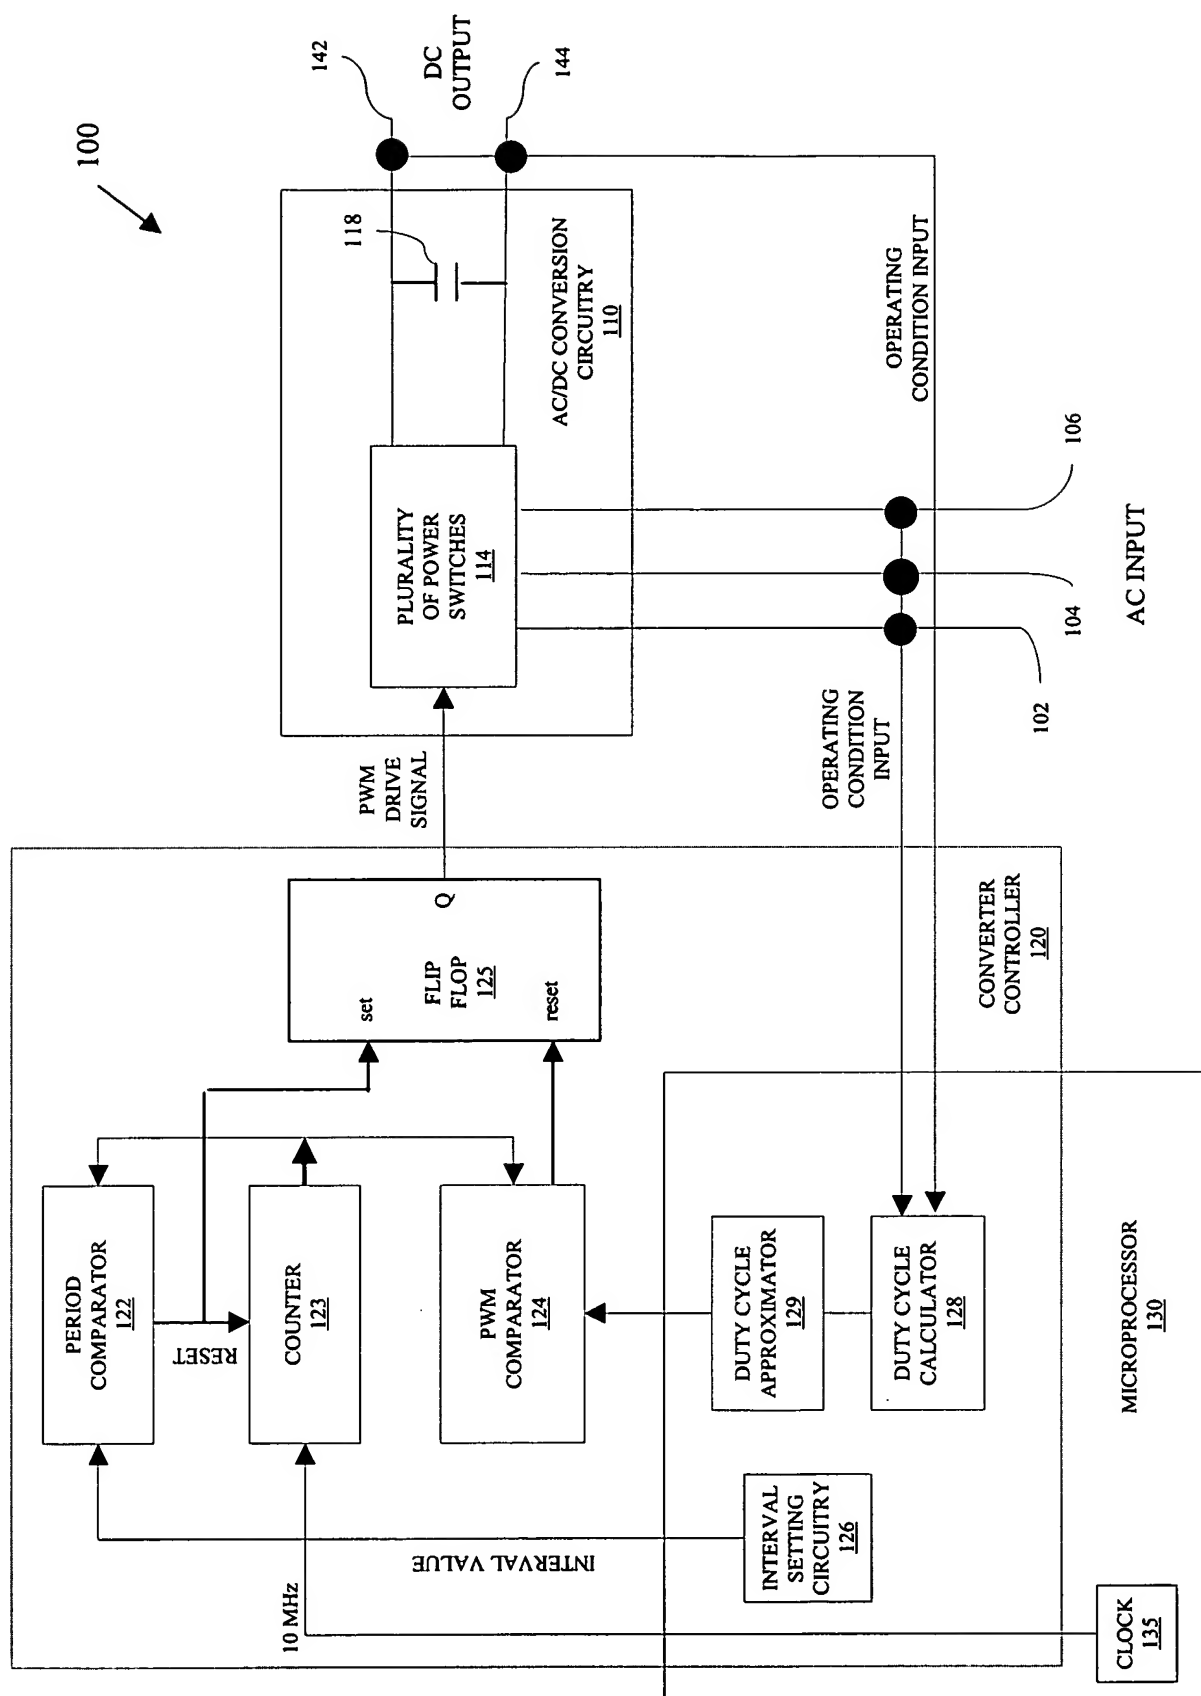 100
142
DC
OUTPUT
144
118
AC/DC CONVERSION
CIRCUITRY
110
PLURALITY
OF POWER
SWITCHES
114
OPERATING
CONDITION INPUT
106
104
102
AC INPUT
PWM
DRIVE
SIGNAL
OPERATING
CONDITION
INPUT
set
FLIP
FLOP
125
Q
reset
CONVERTER
CONTROLLER
120
PERIOD
COMPARATOR
122
RESET
COUNTER
123
PWM
COMPARATOR
124
DUTY CYCLE
APPROXIMATOR
129
DUTY CYCLE
CALCULATOR
128
MICROPROCESSOR
130
INTERVAL VALUE
INTERVAL
SETTING
CIRCUITRY
126
10 MHz
CLOCK
135